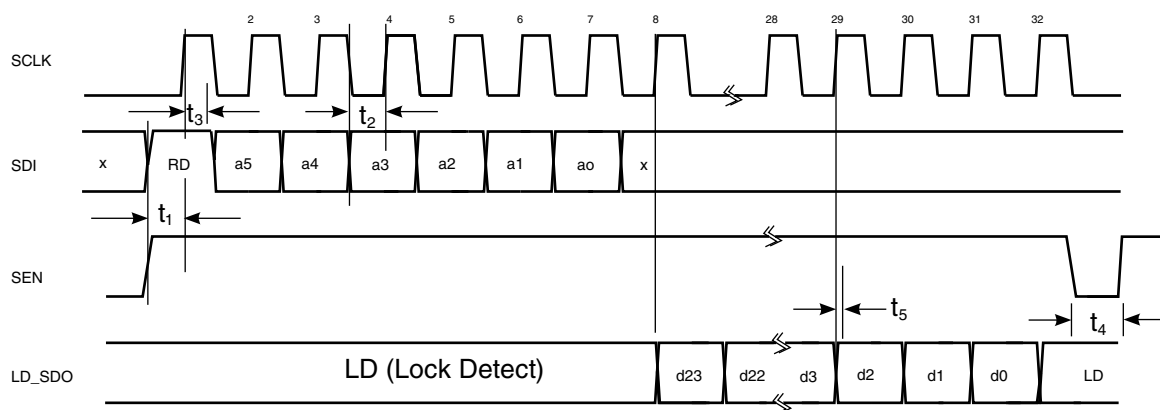 2 3 4 5 6 7 8 28 29 30 31 32
SCLK
t3 t2
SDI x RD a5 a4 a3 a2 a1 ao x
t1
SEN
t5 t4
LD_SDO LD (Lock Detect) d23 d22 d3 d2 d1 d0 LD